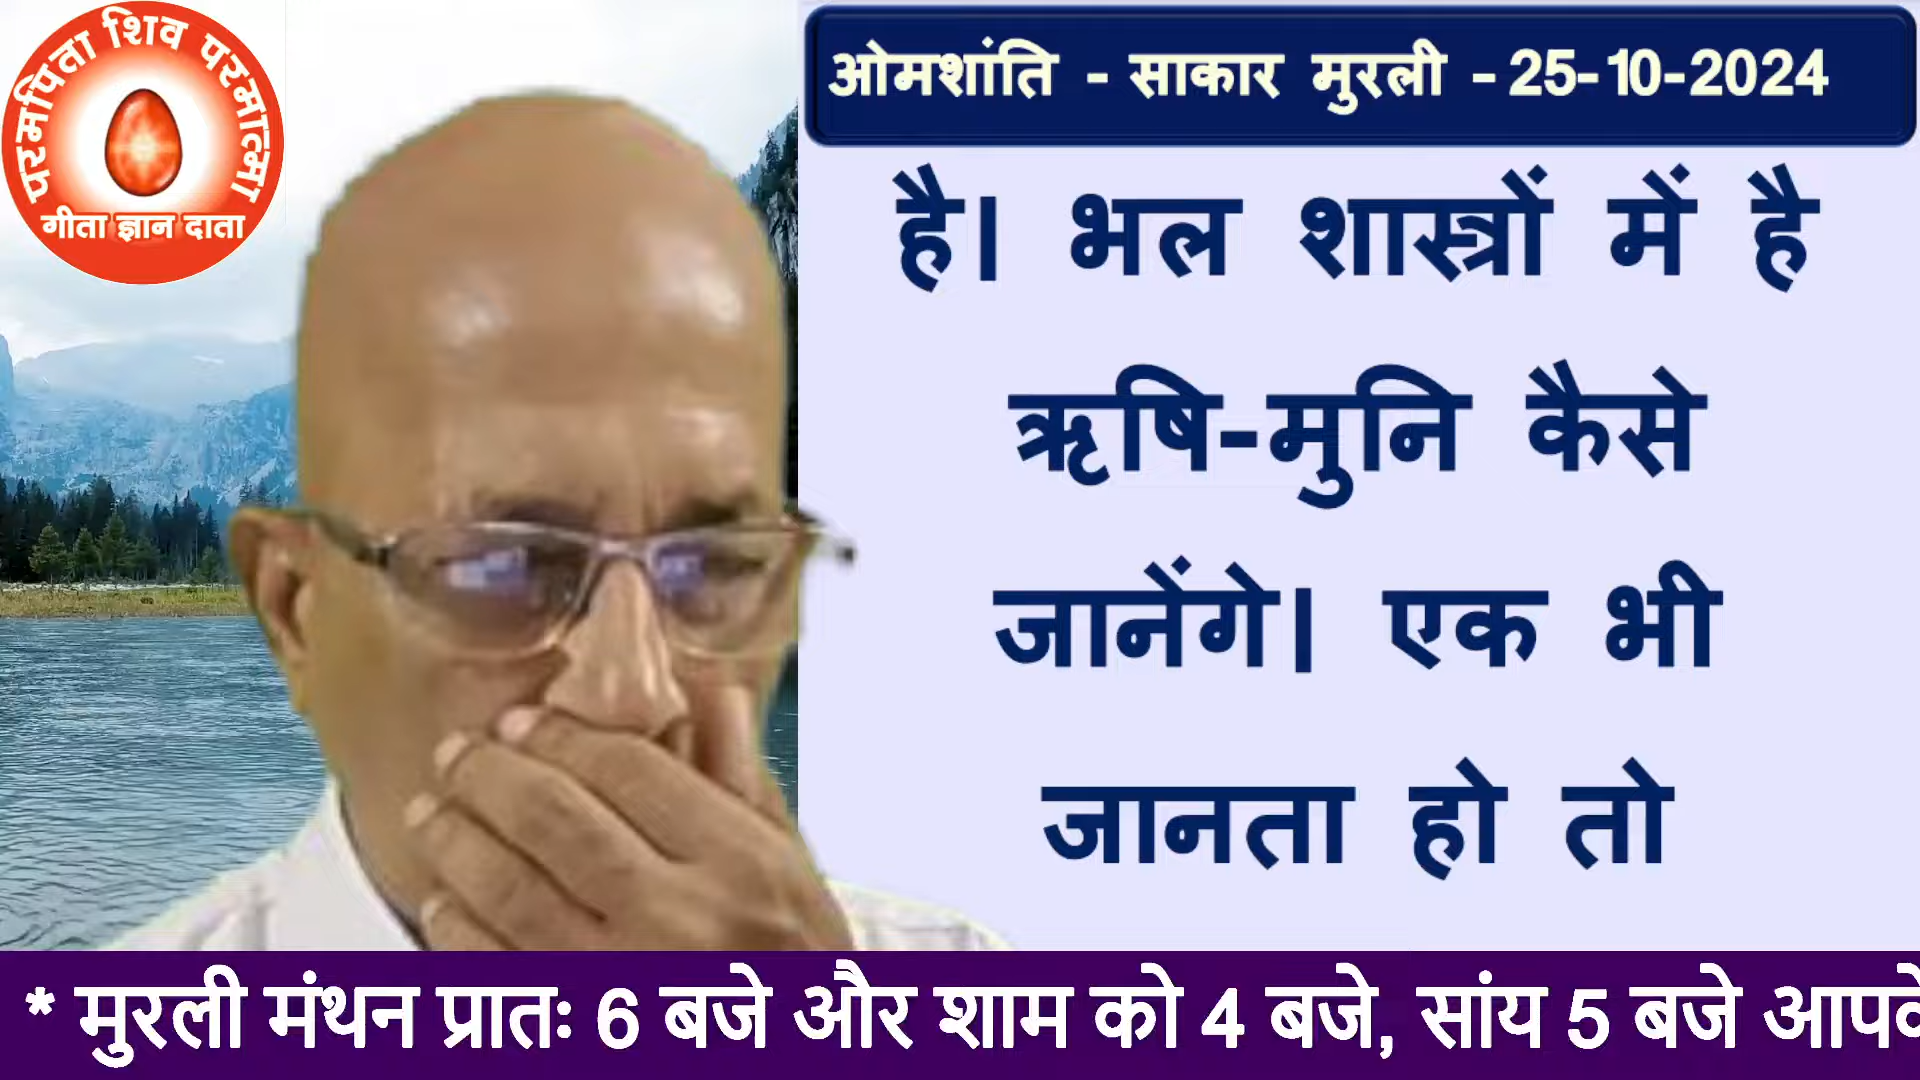 परमपिता शिव परमात्मा
गीता ज्ञान दाता
ओमशांति - साकार मुरली - 25-10-2024
है। भल शास्त्रों में है
ऋषि-मुनि कैसे
जानेंगे। एक भी
जानता हो तो
* मुरली मंथन प्रातः 6 बजे और शाम को 4 बजे, सांय 5 बजे